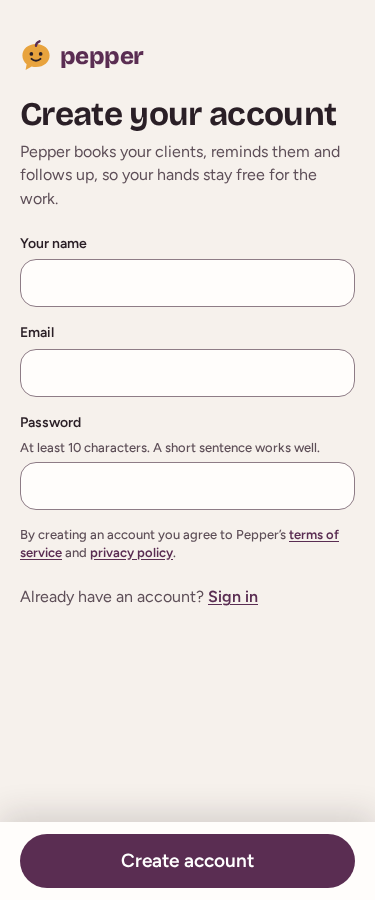 pepper
Create your account
Pepper books your clients, reminds them and
follows up, so your hands stay free for the
work.
Your name
Email
Password
At least 10 characters. A short sentence works well.
By creating an account you agree to Pepper’s terms of
service and privacy policy.
Already have an account? Sign in
Create account